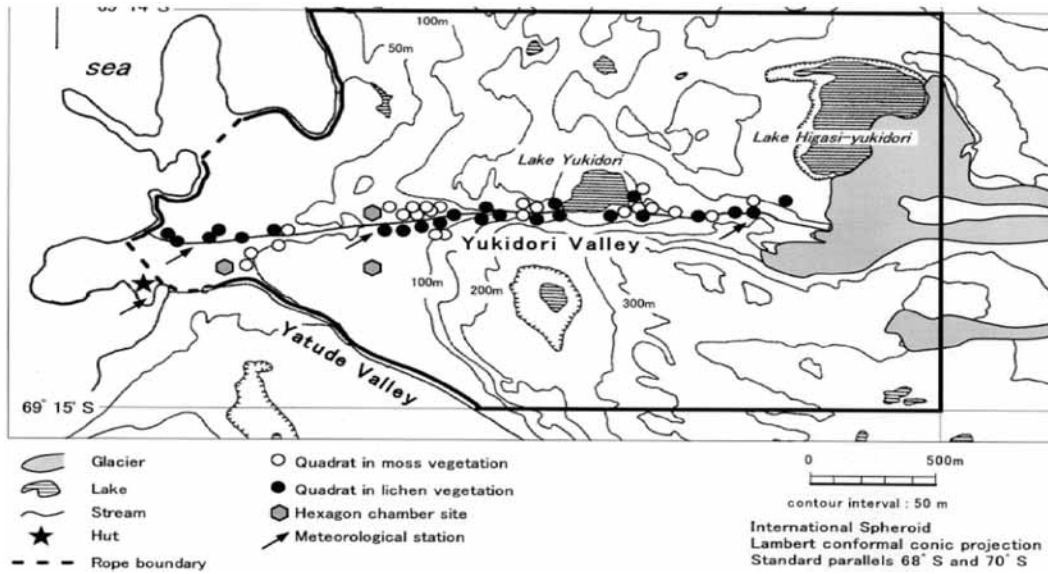 69° 14' S
100m
50m
sea
Lake Higasi-yukidori
Lake Yukidori
Yukidori Valley
100m
200m
300m
Yatude Valley
69° 15' S
Glacier
Lake
Stream
Hut
Rope boundary
Quadrat in moss vegetation
Quadrat in lichen vegetation
Hexagon chamber site
Meteorological station
0 500m
contour interval : 50 m
International Spheroid
Lambert conformal conic projection
Standard parallels 68° S and 70° S